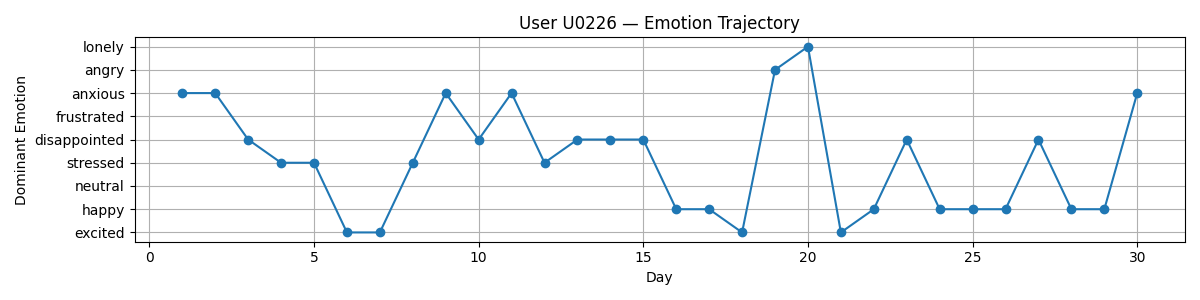 User U0226 — Emotion Trajectory
Dominant Emotion
lonely
angry
anxious
frustrated
disappointed
stressed
neutral
happy
excited
0 5 10 15 20 25 30
Day